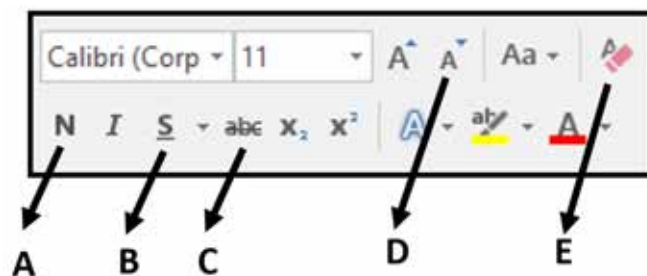 Calibri (Corp 11 A A Aa A
N I S abc X₂ X² A ab A
A B C D E